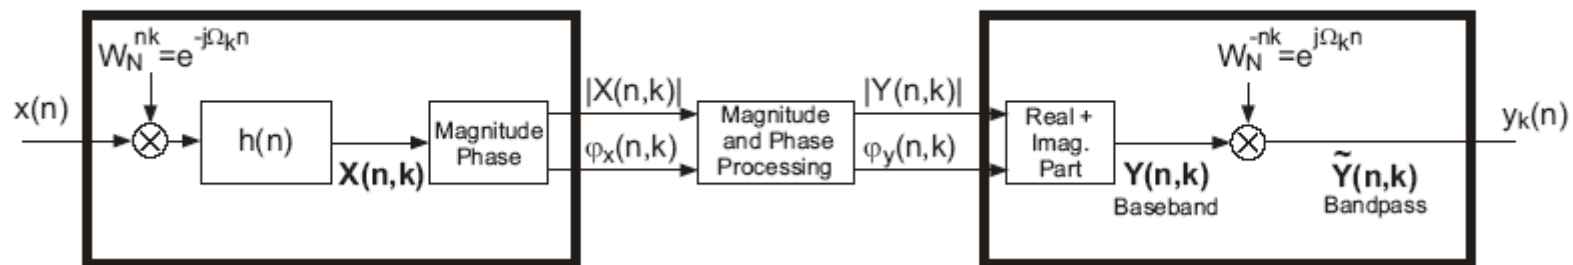 W_N^{nk}=e^{-jΩ_k n}
x(n)
h(n)
X(n,k)
Magnitude
Phase
|X(n,k)|
φ_x(n,k)
Magnitude
and Phase
Processing
|Y(n,k)|
φ_y(n,k)
Real +
Imag.
Part
W_N^{-nk}=e^{jΩ_k n}
Y(n,k)
Baseband
Ỹ(n,k)
Bandpass
y_k(n)